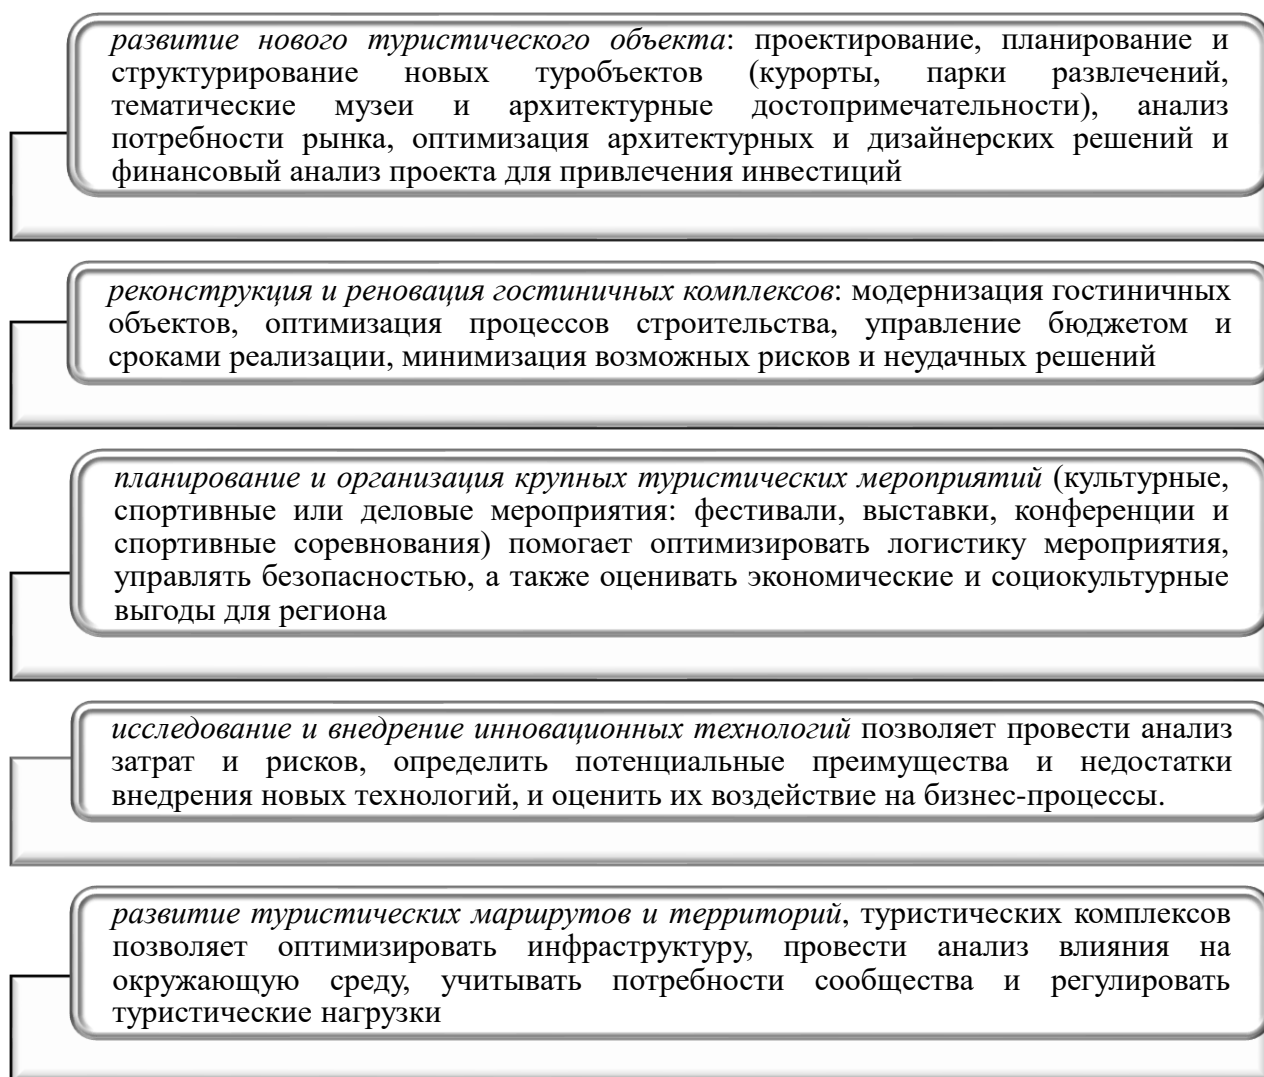 развитие нового туристического объекта: проектирование, планирование и
структурирование новых туробъектов (курорты, парки развлечений,
тематические музеи и архитектурные достопримечательности), анализ
потребности рынка, оптимизация архитектурных и дизайнерских решений и
финансовый анализ проекта для привлечения инвестиций
реконструкция и реновация гостиничных комплексов: модернизация гостиничных
объектов, оптимизация процессов строительства, управление бюджетом и
сроками реализации, минимизация возможных рисков и неудачных решений
планирование и организация крупных туристических мероприятий (культурные,
спортивные или деловые мероприятия: фестивали, выставки, конференции и
спортивные соревнования) помогает оптимизировать логистику мероприятия,
управлять безопасностью, а также оценивать экономические и социокультурные
выгоды для региона
исследование и внедрение инновационных технологий позволяет провести анализ
затрат и рисков, определить потенциальные преимущества и недостатки
внедрения новых технологий, и оценить их воздействие на бизнес-процессы.
развитие туристических маршрутов и территорий, туристических комплексов
позволяет оптимизировать инфраструктуру, провести анализ влияния на
окружающую среду, учитывать потребности сообщества и регулировать
туристические нагрузки